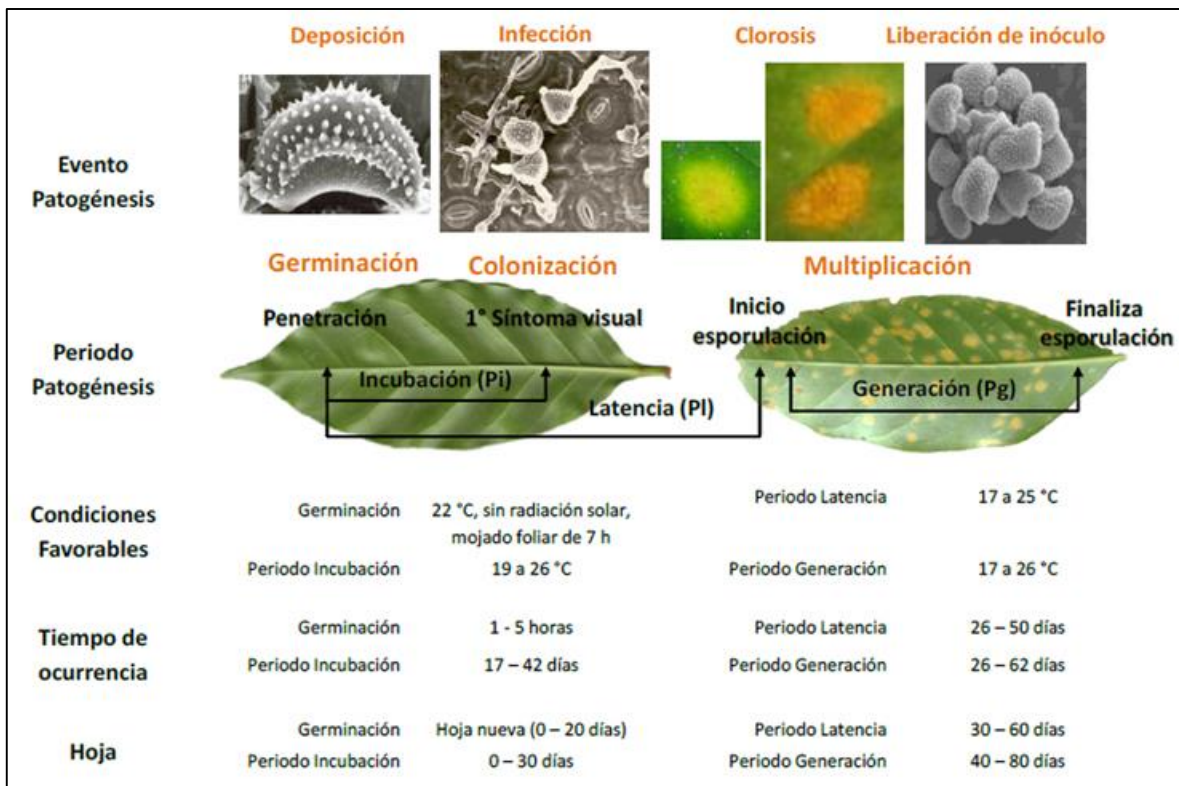 Deposición
Infección
Clorosis
Liberación de inóculo
Evento
Patogénesis
Germinación
Colonización
Multiplicación
Periodo
Patogénesis
Penetración
1° Síntoma visual
Inicio
esporulación
Finaliza
esporulación
Incubación (Pi)
Latencia (Pl)
Generación (Pg)
Condiciones
Favorables
Germinación
22 °C, sin radiación solar,
mojado foliar de 7 h
Periodo Latencia
17 a 25 °C
Periodo Incubación
19 a 26 °C
Periodo Generación
17 a 26 °C
Tiempo de
ocurrencia
Germinación
1 - 5 horas
Periodo Latencia
26 – 50 días
Periodo Incubación
17 – 42 días
Periodo Generación
26 – 62 días
Hoja
Germinación
Hoja nueva (0 – 20 días)
Periodo Latencia
30 – 60 días
Periodo Incubación
0 – 30 días
Periodo Generación
40 – 80 días